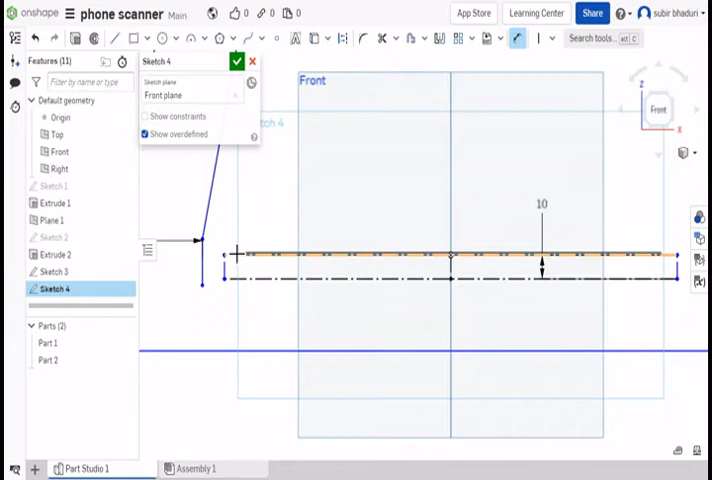 onshape phone scanner Main 0 0 0 App Store Learning Center Share subir bhaduri
Search tools... alt C
Features (11)
Filter by name or type
Default geometry
Origin
Top
Front
Right
Sketch 1
Extrude 1
Plane 1
Sketch 2
Extrude 2
Sketch 3
Sketch 4
Parts (2)
Part 1
Part 2
Sketch 4
Sketch plane
Front plane
Show constraints
Show overdefined
Front
tch 4
10
Z
Front
X
Part Studio 1
Assembly 1